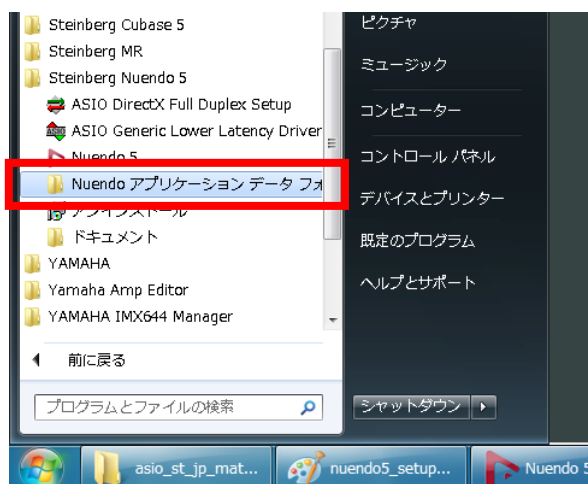 Steinberg Cubase 5
Steinberg MR
Steinberg Nuendo 5
ASIO DirectX Full Duplex Setup
ASIO Generic Lower Latency Driver
Nuendo 5
Nuendo アプリケーション データ フォ
アンインストール
ドキュメント
YAMAHA
Yamaha Amp Editor
YAMAHA IMX644 Manager
前に戻る
プログラムとファイルの検索
ピクチャ
ミュージック
コンピューター
コントロール パネル
デバイスとプリンター
既定のプログラム
ヘルプとサポート
シャットダウン
asio_st_jp_mat...
nuendo5_setup...
Nuendo 5